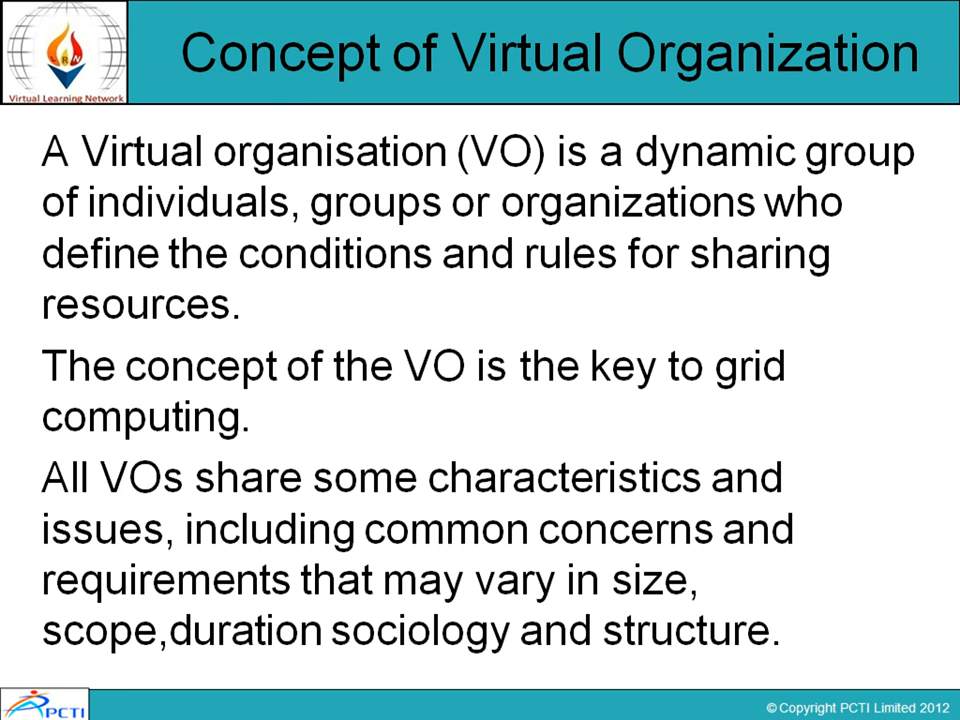 Concept of Virtual Organization
RN
Virtual Learning Network
A Virtual organisation (VO) is a dynamic group
of individuals, groups or organizations who
define the conditions and rules for sharing
resources.
The concept of the VO is the key to grid
computing.
All VOs share some characteristics and
issues, including common concerns and
requirements that may vary in size,
scope,duration sociology and structure.
PCTI
© Copyright PCTI Limited 2012